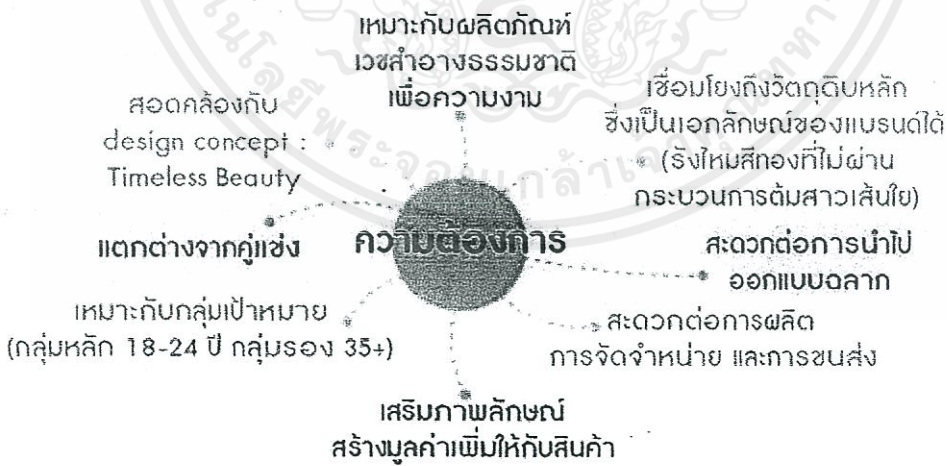 เหมาะกับผลิตภัณฑ์
เวชสำอางธรรมชาติ
เพื่อความงาม
เชื่อมโยงถึงวัตถุดิบหลัก
ซึ่งเป็นเอกลักษณ์ของแบรนด์ได้
(รังไหมสีทองที่ไม่ผ่าน
กระบวนการต้มสาวเส้นใย)
สอดคล้องกับ
design concept :
Timeless Beauty
แตกต่างจากคู่แข่ง
ความต้องการ
สะดวกต่อการนำไป
ออกแบบฉลาก
เหมาะกับกลุ่มเป้าหมาย
(กลุ่มหลัก 18-24 ปี กลุ่มรอง 35+)
สะดวกต่อการผลิต
การจัดจำหน่าย และการขนส่ง
เสริมภาพลักษณ์
สร้างมูลค่าเพิ่มให้กับสินค้า